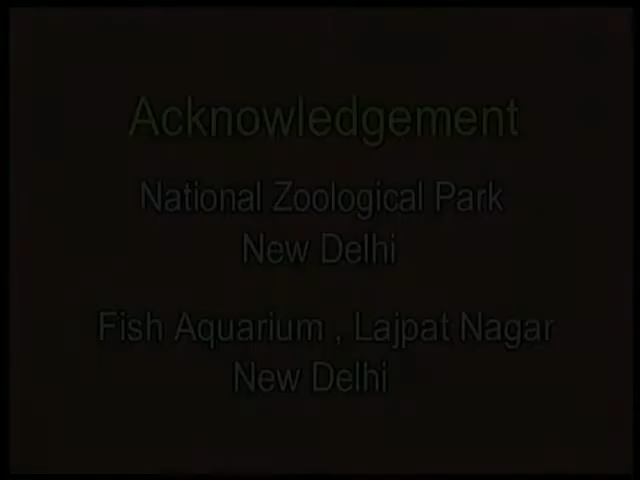 Acknowledgement
National Zoological Park
New Delhi
Fish Aquarium , Lajpat Nagar
New Delhi